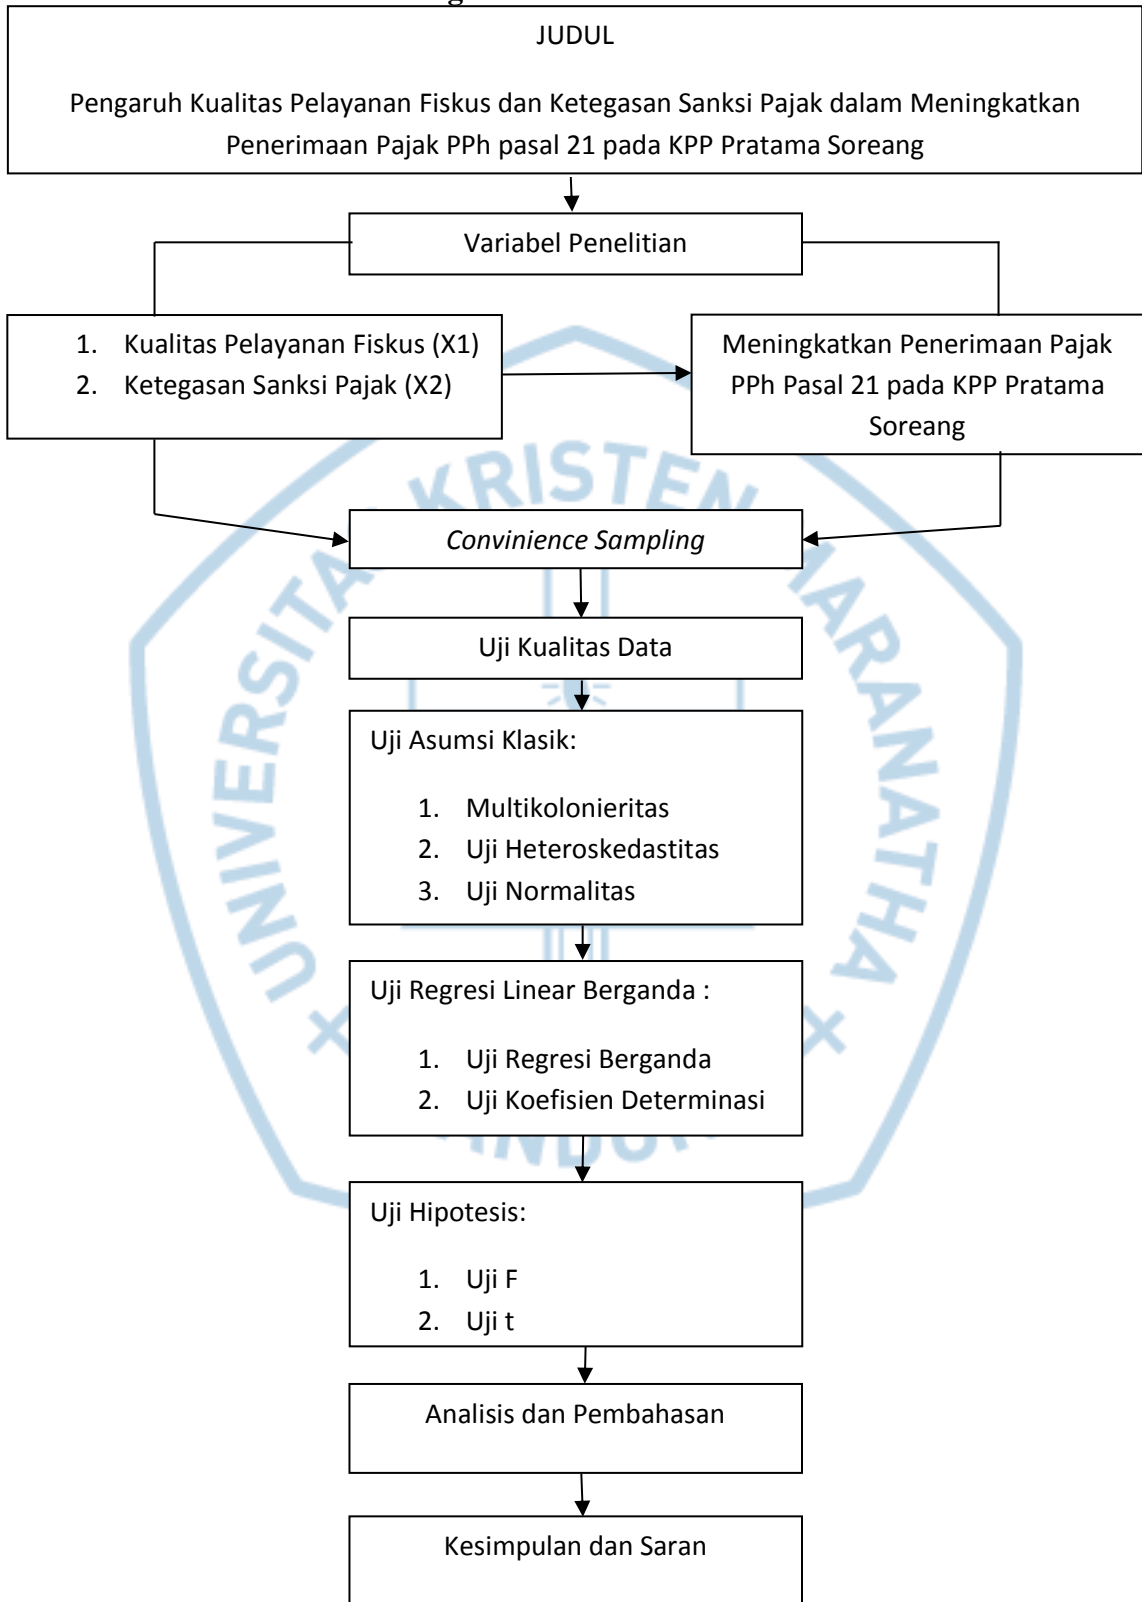 JUDUL
Pengaruh Kualitas Pelayanan Fiskus dan Ketegasan Sanksi Pajak dalam Meningkatkan
Penerimaan Pajak PPh pasal 21 pada KPP Pratama Soreang
Variabel Penelitian
1. Kualitas Pelayanan Fiskus (X1)
2. Ketegasan Sanksi Pajak (X2)
Meningkatkan Penerimaan Pajak
PPh Pasal 21 pada KPP Pratama
Soreang
Convinience Sampling
Uji Kualitas Data
Uji Asumsi Klasik:
1. Multikolonieritas
2. Uji Heteroskedastitas
3. Uji Normalitas
Uji Regresi Linear Berganda :
1. Uji Regresi Berganda
2. Uji Koefisien Determinasi
Uji Hipotesis:
1. Uji F
2. Uji t
Analisis dan Pembahasan
Kesimpulan dan Saran
UNIVERSITAS KRISTEN MARANATHA